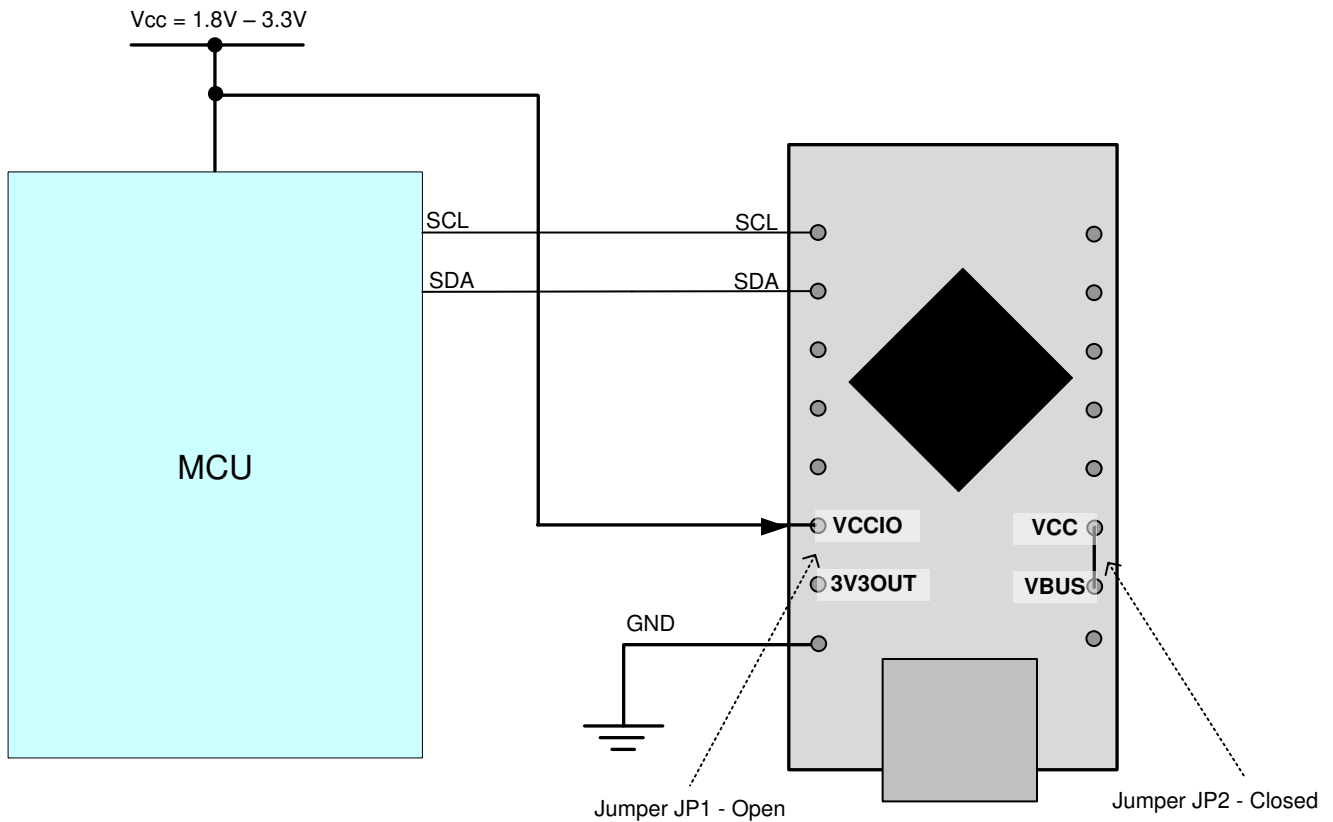 Vcc = 1.8V – 3.3V
SCL
SCL
SDA
SDA
MCU
VCCIO
VCC
3V3OUT
VBUS
GND
Jumper JP1 - Open
Jumper JP2 - Closed